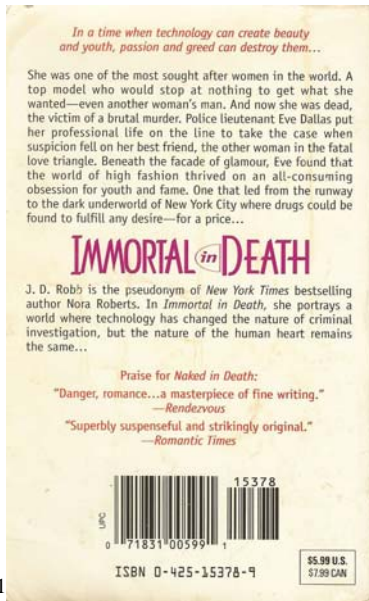 In a time when technology can create beauty
and youth, passion and greed can destroy them...
She was one of the most sought after women in the world. A
top model who would stop at nothing to get what she
wanted—even another woman's man. And now she was dead,
the victim of a brutal murder. Police lieutenant Eve Dallas put
her professional life on the line to take the case when
suspicion fell on her best friend, the other woman in the fatal
love triangle. Beneath the facade of glamour, Eve found that
the world of high fashion thrived on an all-consuming
obsession for youth and fame. One that led from the runway
to the dark underworld of New York City where drugs could be
found to fulfill any desire—for a price...
IMMORTAL in DEATH
J. D. Robb is the pseudonym of New York Times bestselling
author Nora Roberts. In Immortal in Death, she portrays a
world where technology has changed the nature of criminal
investigation, but the nature of the human heart remains
the same...
Praise for Naked in Death:
"Danger, romance...a masterpiece of fine writing."
—Rendezvous
"Superbly suspenseful and strikingly original."
—Romantic Times
15378
UPC
0 71831 00599 1
ISBN 0-425-15378-9
$5.99 U.S.
$7.99 CAN